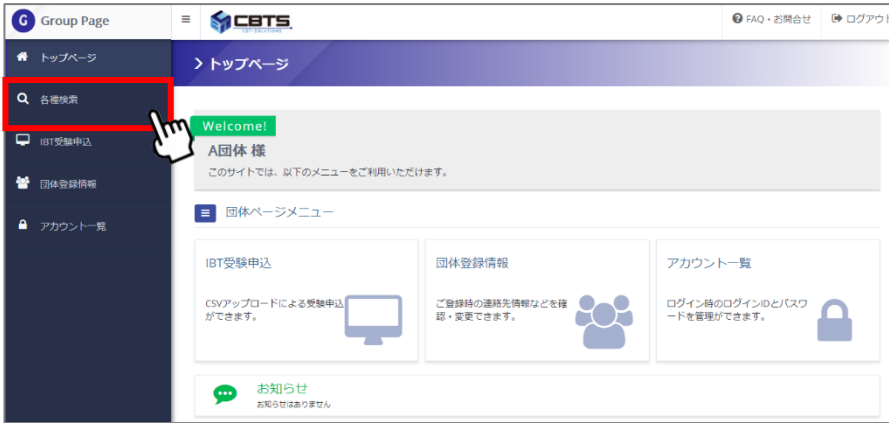 G Group Page
CBTS
CBT-SOLUTIONS
FAQ・お問合せ
ログアウト
トップページ
トップページ
各種検索
IBT受験申込
団体登録情報
アカウント一覧
Welcome!
A団体 様
このサイトでは、以下のメニューをご利用いただけます。
団体ページメニュー
IBT受験申込
CSVアップロードによる受験申込
ができます。
団体登録情報
ご登録時の連絡先情報などを確
認・変更できます。
アカウント一覧
ログイン時のログインIDとパスワ
ードを管理ができます。
お知らせ
お知らせはありません